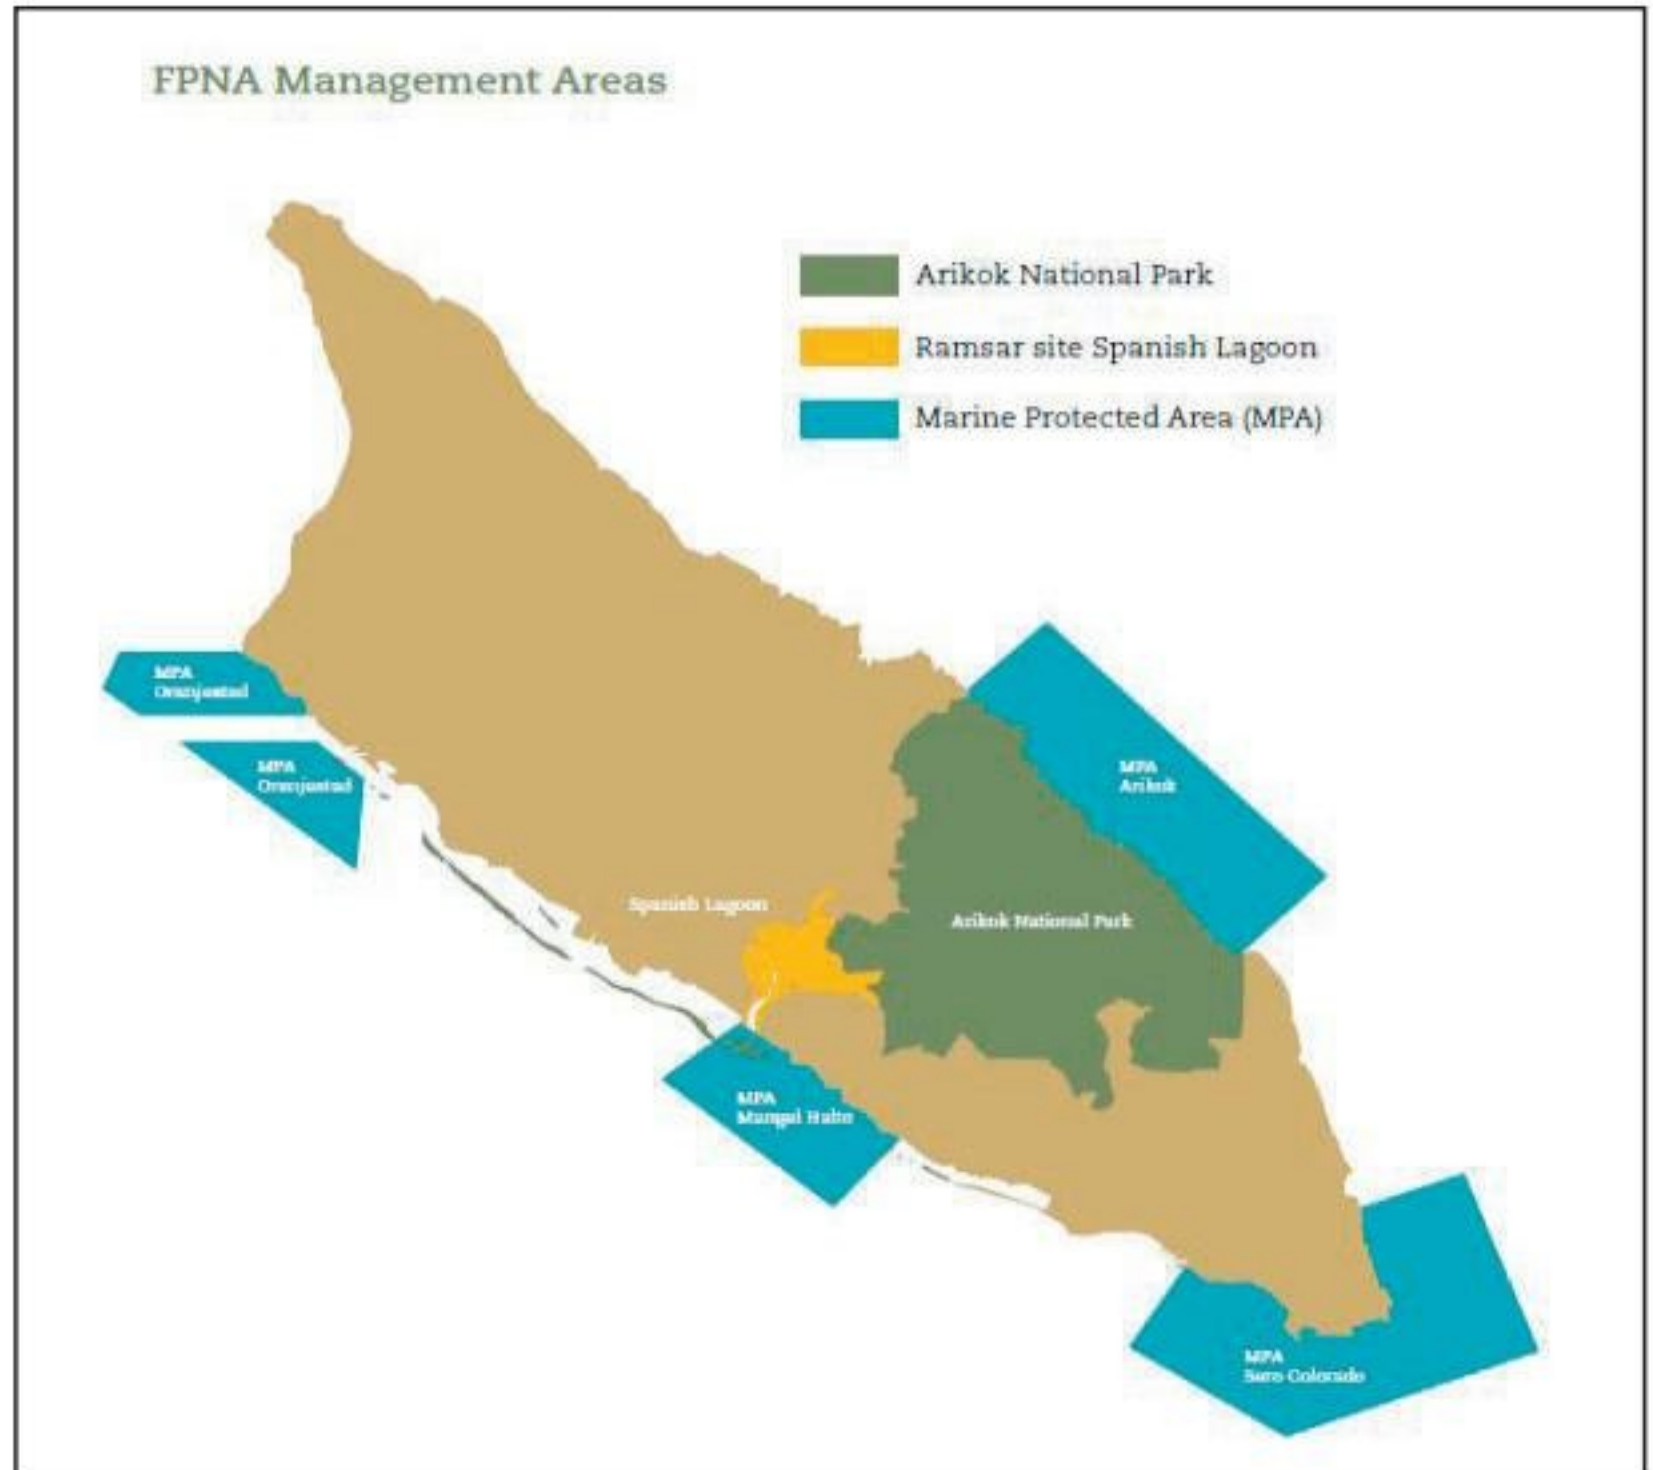 FPNA Management Areas
Arikok National Park
Ramsar site Spanish Lagoon
Marine Protected Area (MPA)
MPA
Oranjestad
MPA
Oranjestad
MPA
Arikok
Spanish Lagoon
Arikok National Park
MPA
Mangel Halto
MPA
Sero Colorado